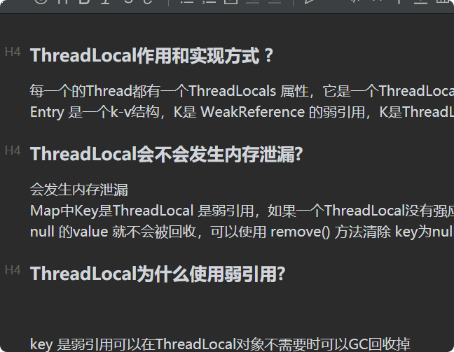 H4 ThreadLocal作用和实现方式 ?
每一个的Thread都有一个ThreadLocals 属性，它是一个ThreadLoca
Entry 是一个k-v结构，K是 WeakReference 的弱引用，K是ThreadL
H4 ThreadLocal会不会发生内存泄漏?
会发生内存泄漏
Map中Key是ThreadLocal 是弱引用，如果一个ThreadLocal没有强应
null 的value 就不会被回收，可以使用 remove() 方法清除 key为nul
H4 ThreadLocal为什么使用弱引用?
key 是弱引用可以在ThreadLocal对象不需要时可以GC回收掉